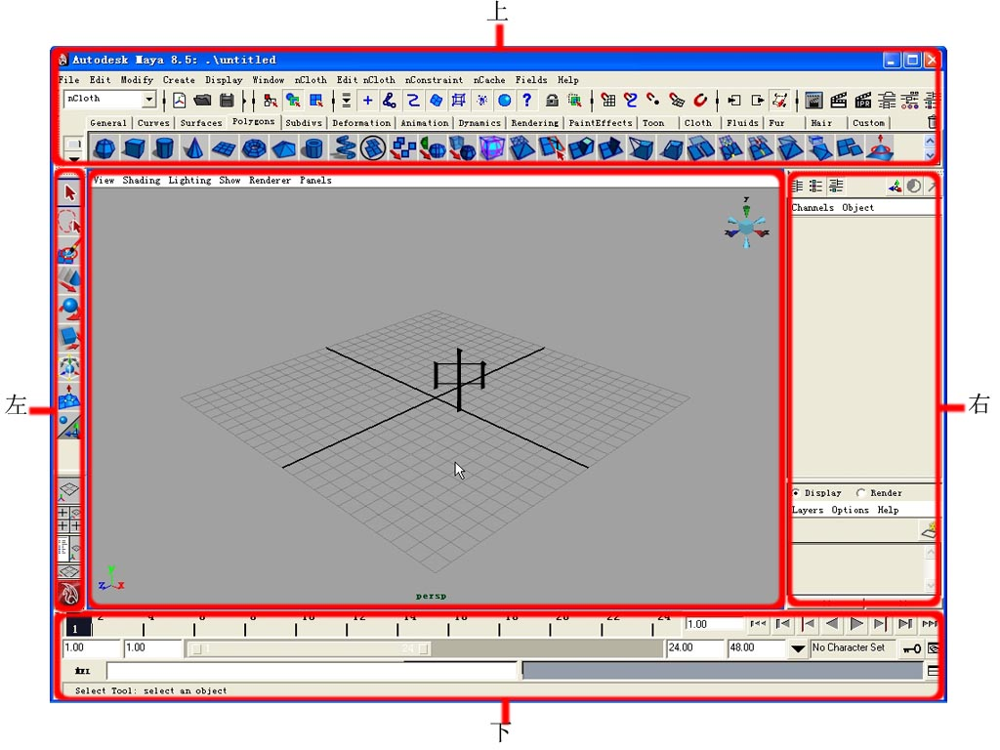 上
Autodesk Maya 8.5: .\untitled
File Edit Modify Create Display Window nCloth Edit nCloth nConstraint nCache Fields Help
nCloth
General Curves Surfaces Polygons Subdivs Deformation Animation Dynamics Rendering PaintEffects Toon Cloth Fluids Fur Hair Custom
View Shading Lighting Show Renderer Panels
Channels Object
y
中
左
右
Display Render
Layers Options Help
y
z x
persp
1 2 4 6 8 10 12 14 16 18 20 22 24 1.00
1.00 1.00 1 24 24.00 48.00 No Character Set
MEL
Select Tool: select an object
下